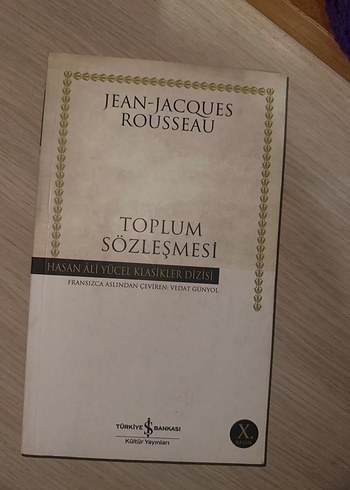 JEAN-JACQUES
ROUSSEAU
TOPLUM
SÖZLEŞMESİ
HASAN ÂLİ YÜCEL KLASİKLER DİZİSİ
FRANSIZCA ASLINDAN ÇEVİREN: VEDAT GÜNYOL
TÜRKİYE İŞ BANKASI
Kültür Yayınları
X.